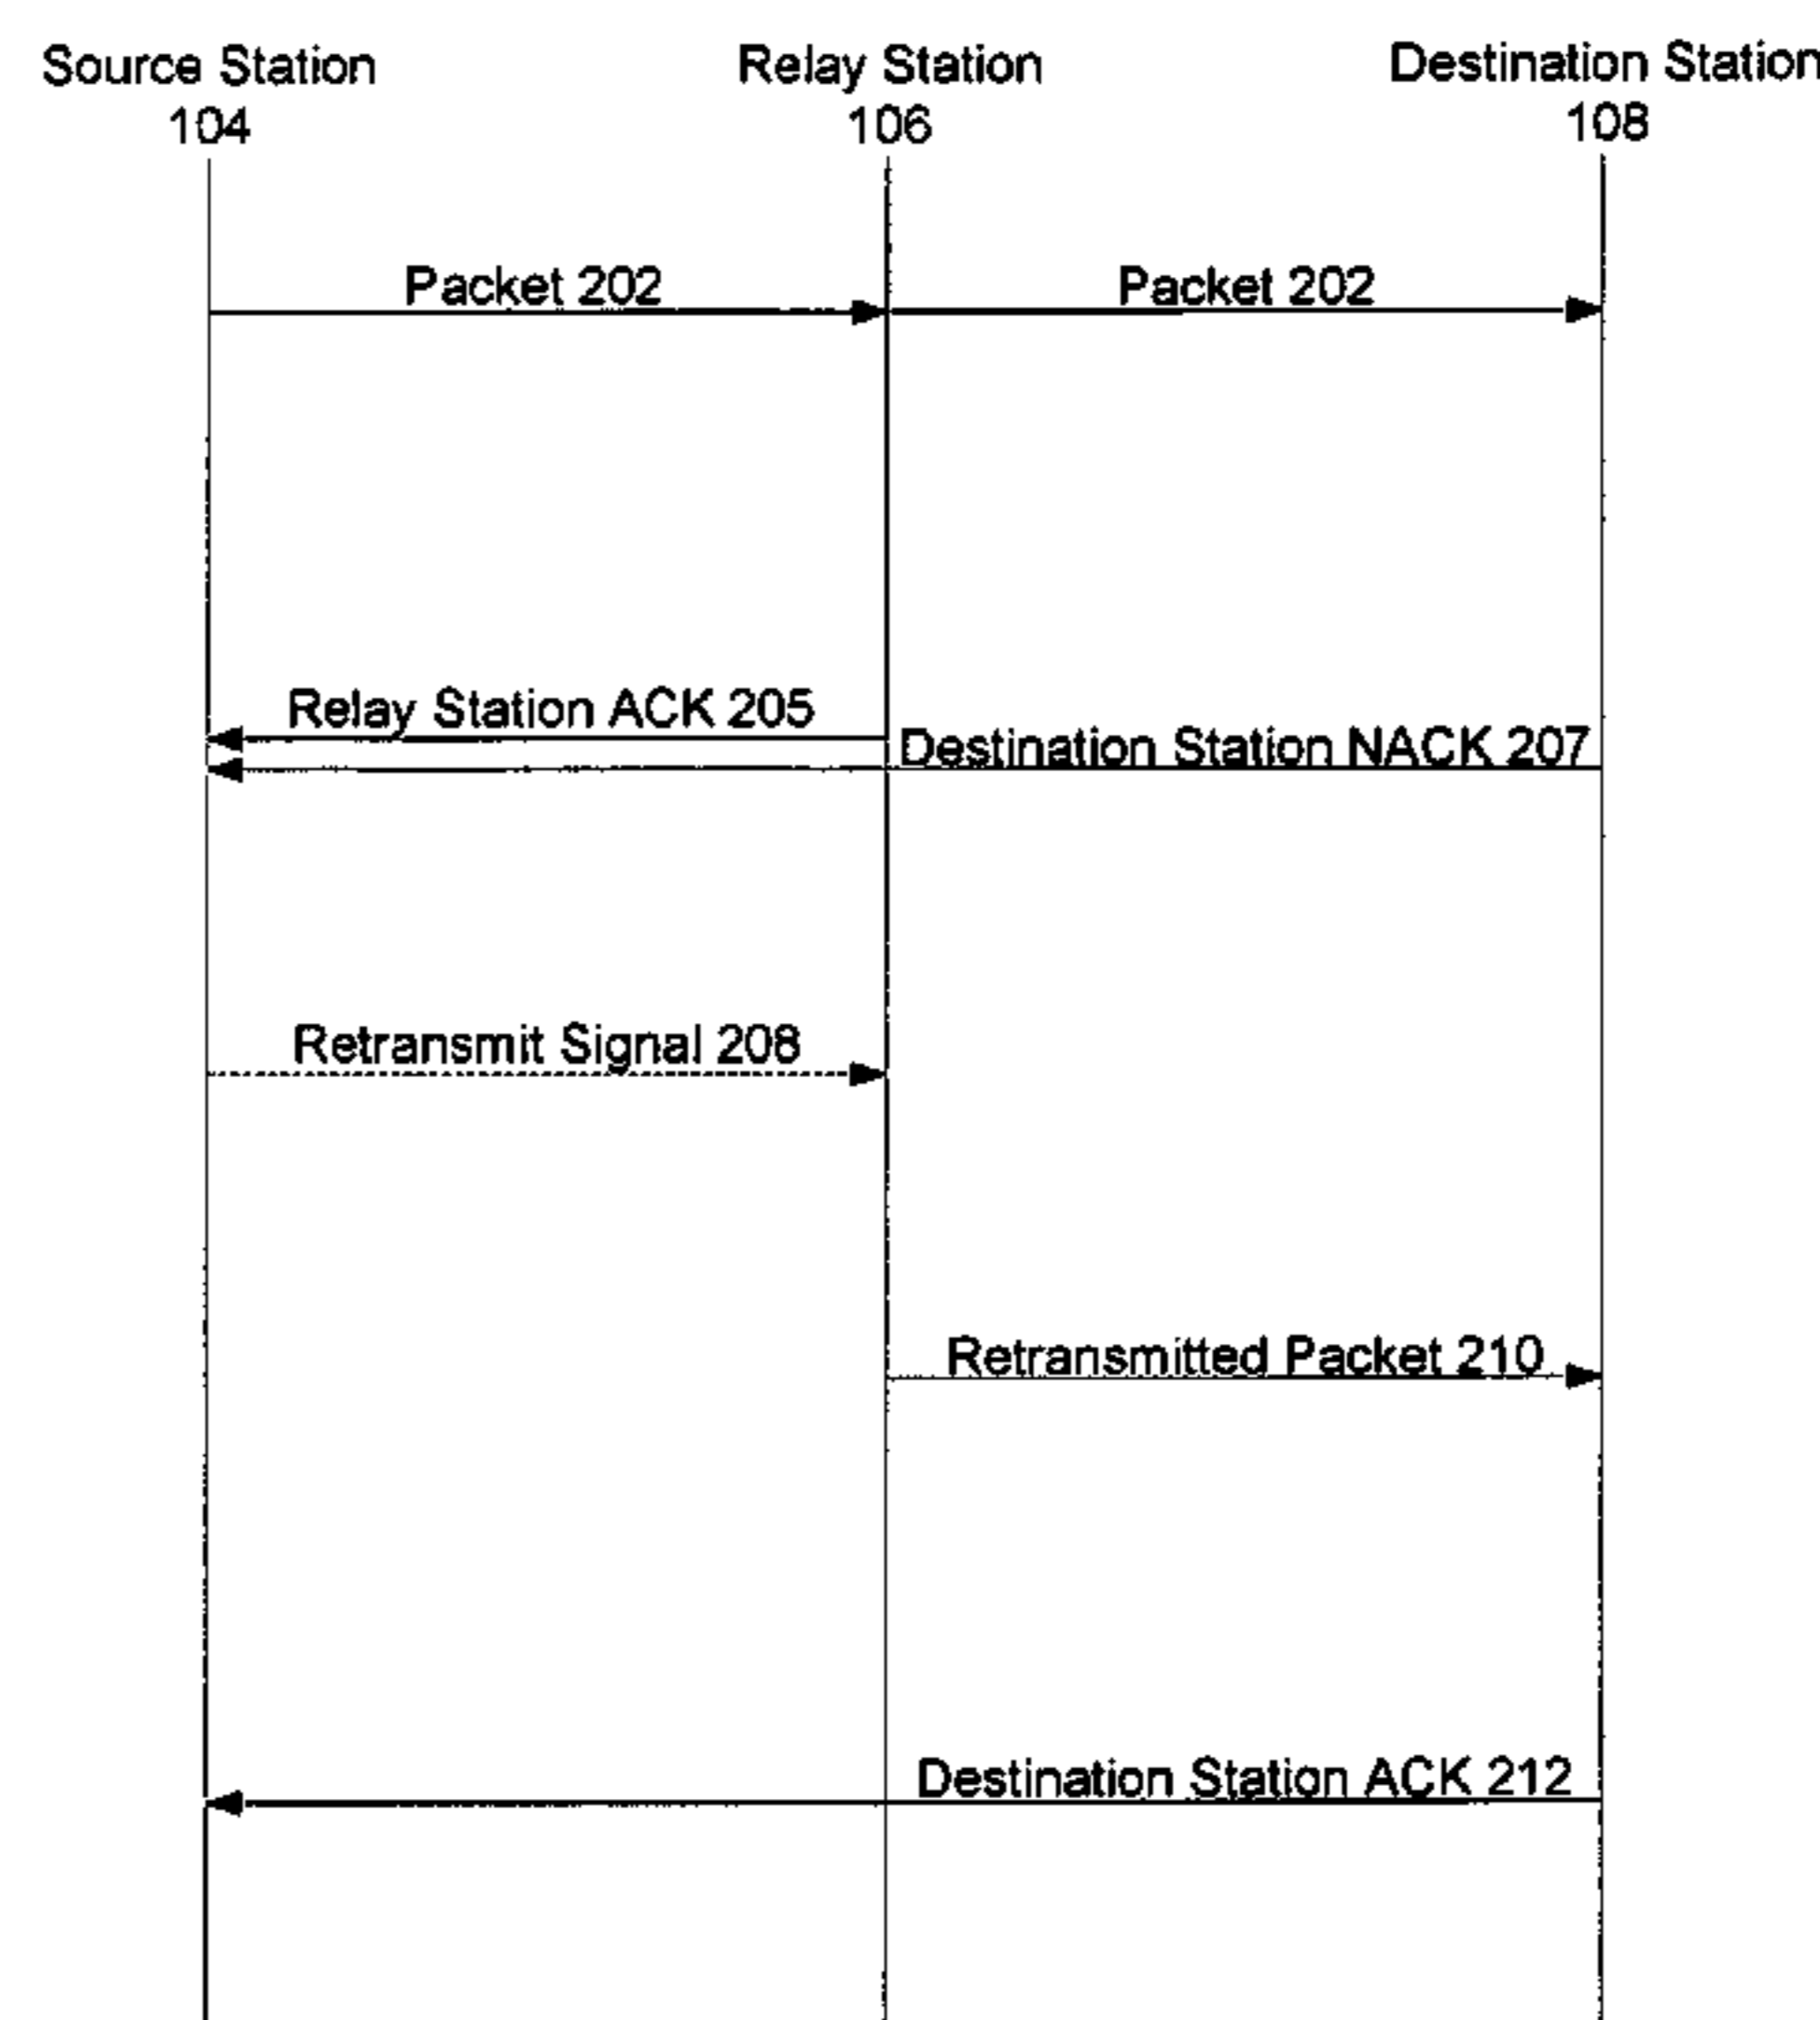 Source Station
104
Relay Station
106
Destination Station
108
Packet 202
Packet 202
Relay Station ACK 205
Destination Station NACK 207
Retransmit Signal 208
Retransmitted Packet 210
Destination Station ACK 212